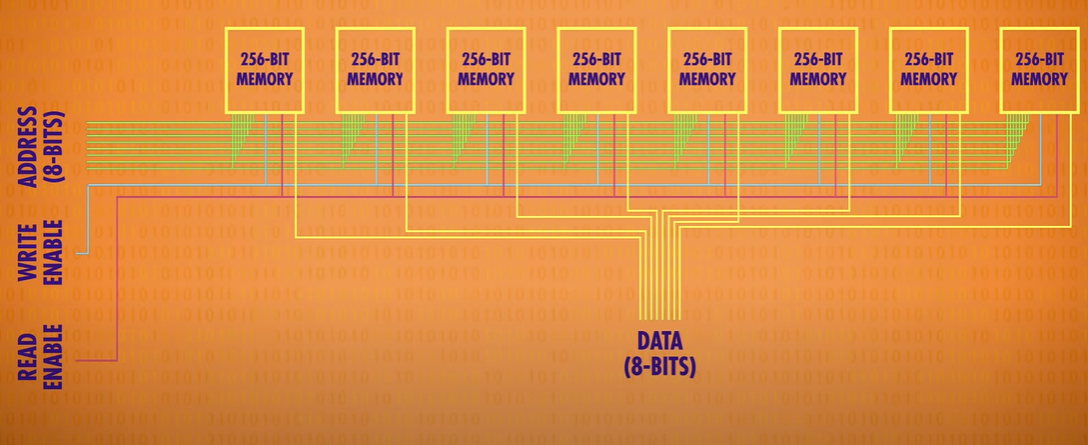 256-BIT
MEMORY
256-BIT
MEMORY
256-BIT
MEMORY
256-BIT
MEMORY
256-BIT
MEMORY
256-BIT
MEMORY
256-BIT
MEMORY
256-BIT
MEMORY
ADDRESS
(8-BITS)
WRITE
ENABLE
READ
ENABLE
DATA
(8-BITS)